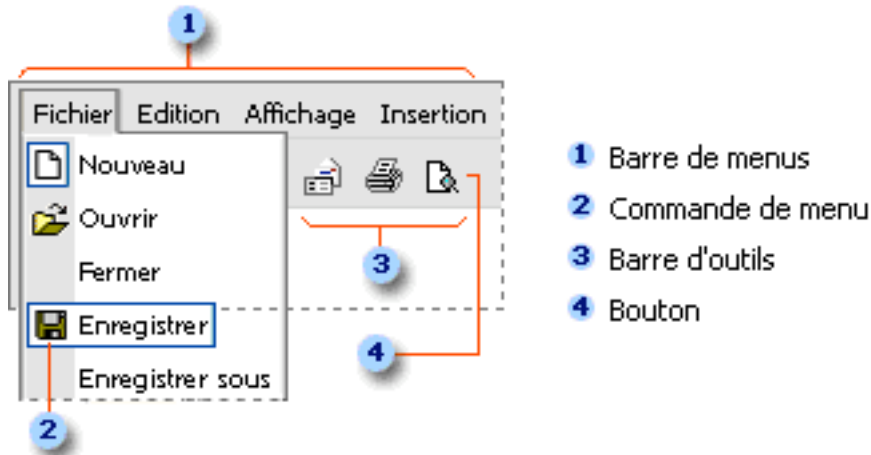 1
Fichier Edition Affichage Insertion
Nouveau
Ouvrir
Fermer
Enregistrer
Enregistrer sous
3
4
2
1 Barre de menus
2 Commande de menu
3 Barre d'outils
4 Bouton